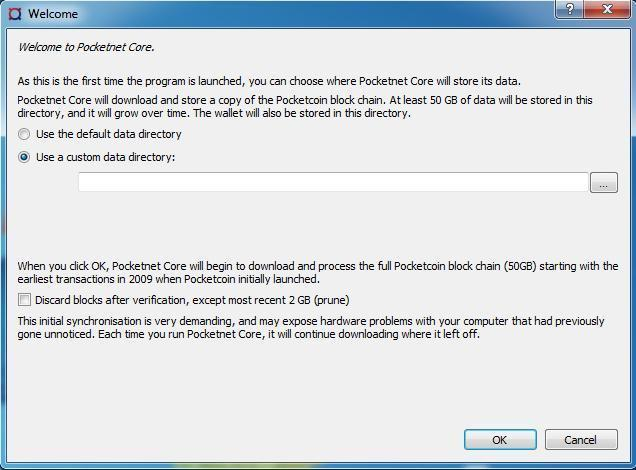 Welcome
?
Welcome to Pocketnet Core.
As this is the first time the program is launched, you can choose where Pocketnet Core will store its data.
Pocketnet Core will download and store a copy of the Pocketcoin block chain. At least 50 GB of data will be stored in this
directory, and it will grow over time. The wallet will also be stored in this directory.
Use the default data directory
Use a custom data directory:
...
When you click OK, Pocketnet Core will begin to download and process the full Pocketcoin block chain (50GB) starting with the
earliest transactions in 2009 when Pocketcoin initially launched.
Discard blocks after verification, except most recent 2 GB (prune)
This initial synchronisation is very demanding, and may expose hardware problems with your computer that had previously
gone unnoticed. Each time you run Pocketnet Core, it will continue downloading where it left off.
OK
Cancel